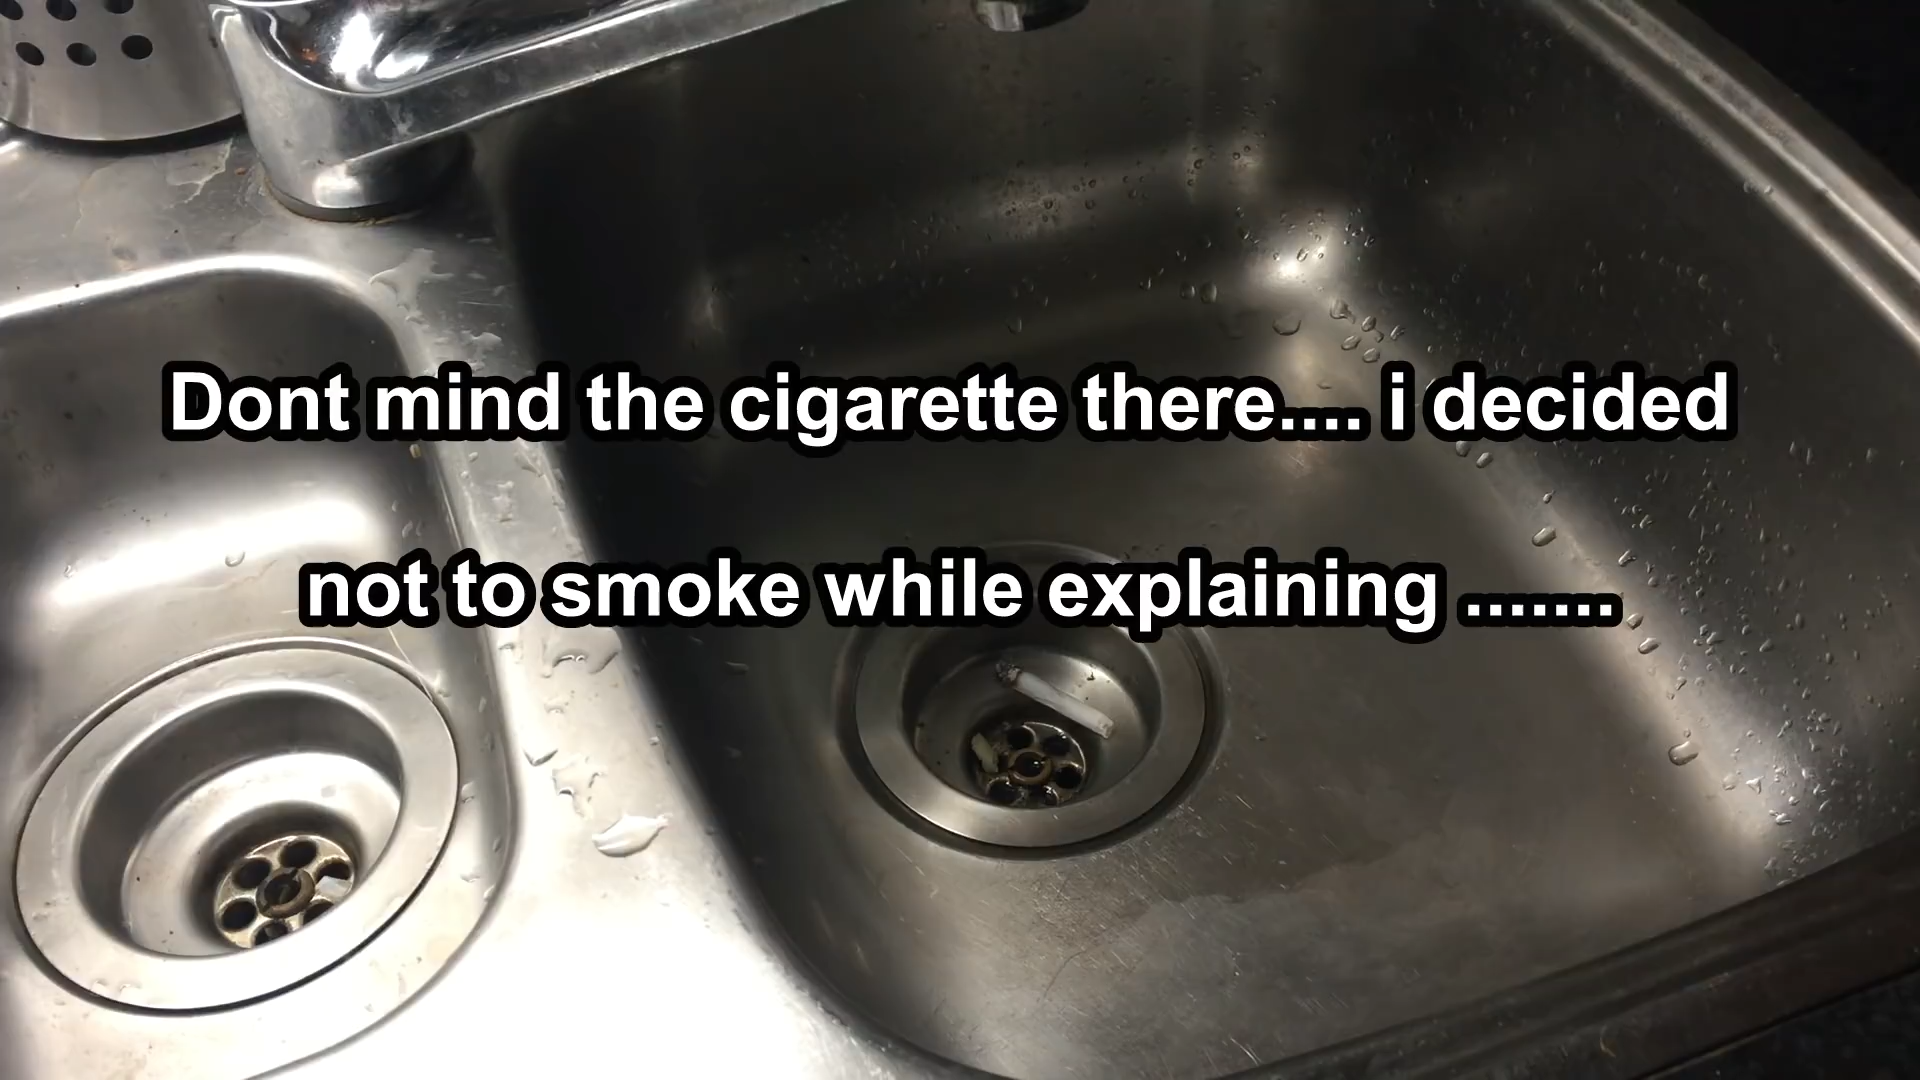 Dont mind the cigarette there.... i decided
not to smoke while explaining .......